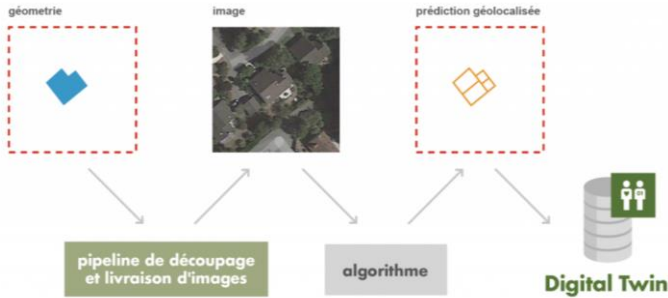 géometrie
image
prédiction géolocalisée
pipeline de découpage
et livraison d'images
algorithme
Digital Twin